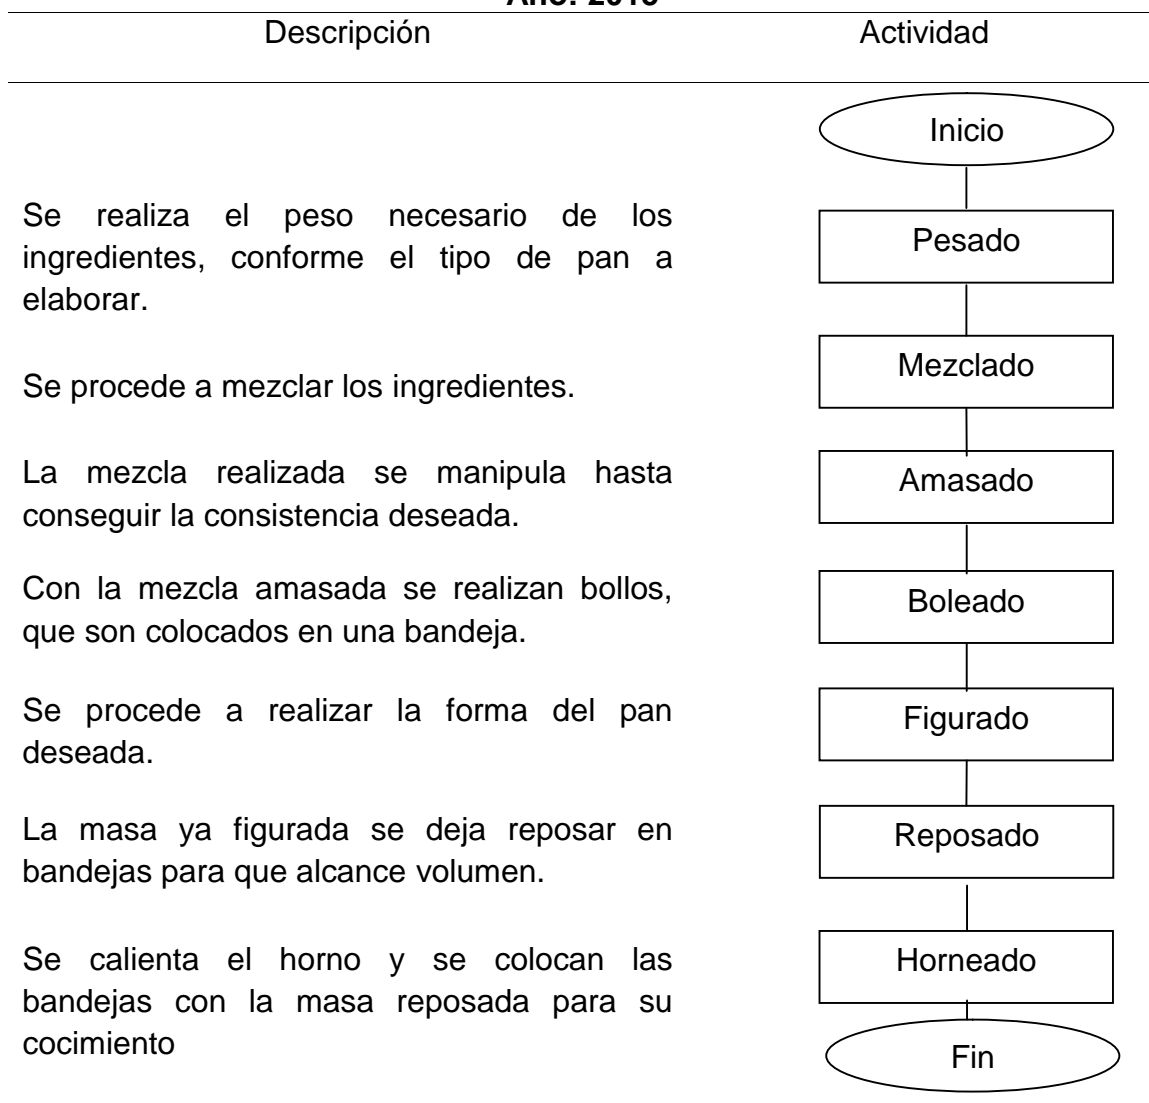 Descripción Actividad
Inicio
Se realiza el peso necesario de los
ingredientes, conforme el tipo de pan a
elaborar.
Pesado
Se procede a mezclar los ingredientes.
Mezclado
La mezcla realizada se manipula hasta
conseguir la consistencia deseada.
Amasado
Con la mezcla amasada se realizan bollos,
que son colocados en una bandeja.
Boleado
Se procede a realizar la forma del pan
deseada.
Figurado
La masa ya figurada se deja reposar en
bandejas para que alcance volumen.
Reposado
Se calienta el horno y se colocan las
bandejas con la masa reposada para su
cocimiento
Horneado
Fin